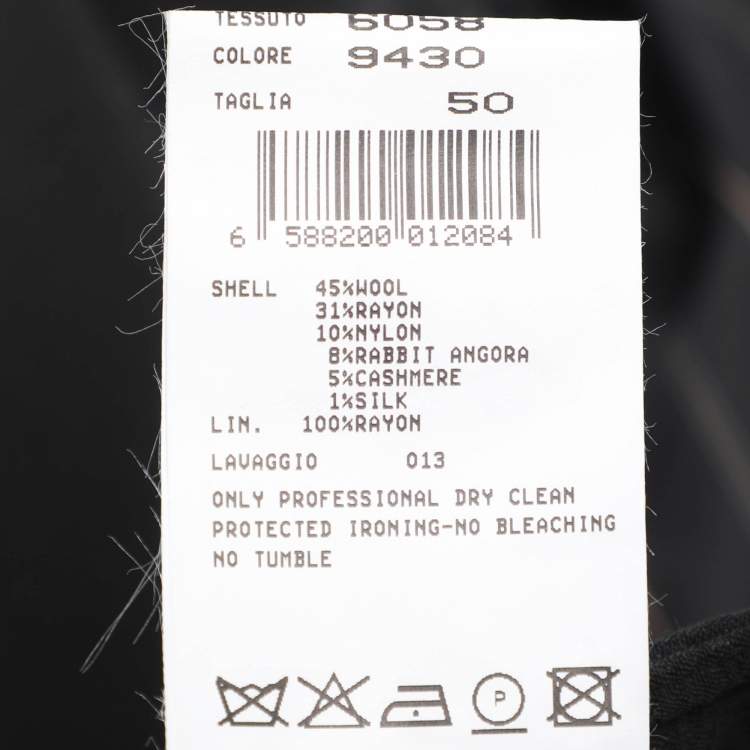 TESSUTO 6058
COLORE 9430
TAGLIA 50
6 588200 012084
SHELL 45%WOOL
31%RAYON
10%NYLON
8%RABBIT ANGORA
5%CASHMERE
1%SILK
LIN. 100%RAYON
LAVAGGIO 013
ONLY PROFESSIONAL DRY CLEAN
PROTECTED IRONING-NO BLEACHING
NO TUMBLE
P